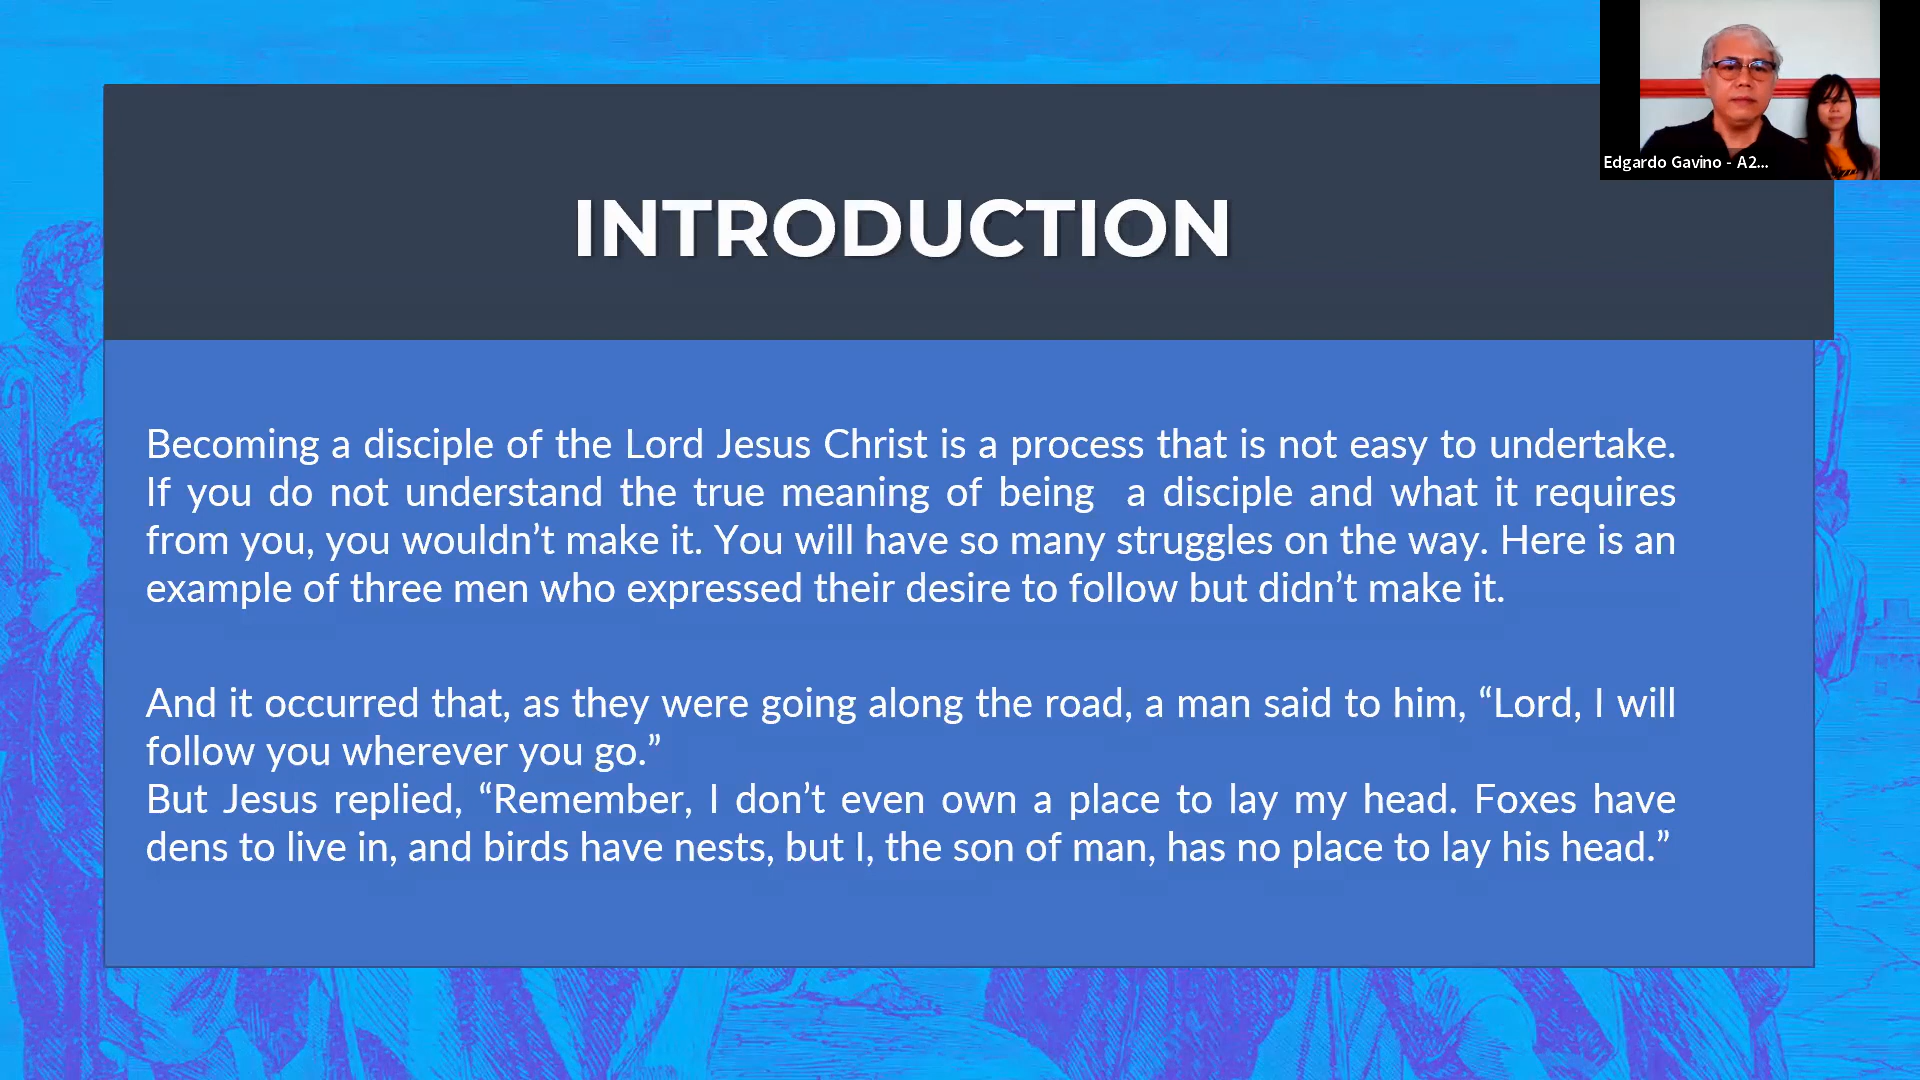 INTRODUCTION
Becoming a disciple of the Lord Jesus Christ is a process that is not easy to undertake.
If you do not understand the true meaning of being  a disciple and what it requires
from you, you wouldn’t make it. You will have so many struggles on the way. Here is an
example of three men who expressed their desire to follow but didn’t make it.
And it occurred that, as they were going along the road, a man said to him, “Lord, I will
follow you wherever you go.”
But Jesus replied, “Remember, I don’t even own a place to lay my head. Foxes have
dens to live in, and birds have nests, but I, the son of man, has no place to lay his head.”
Edgardo Gavino - A2...